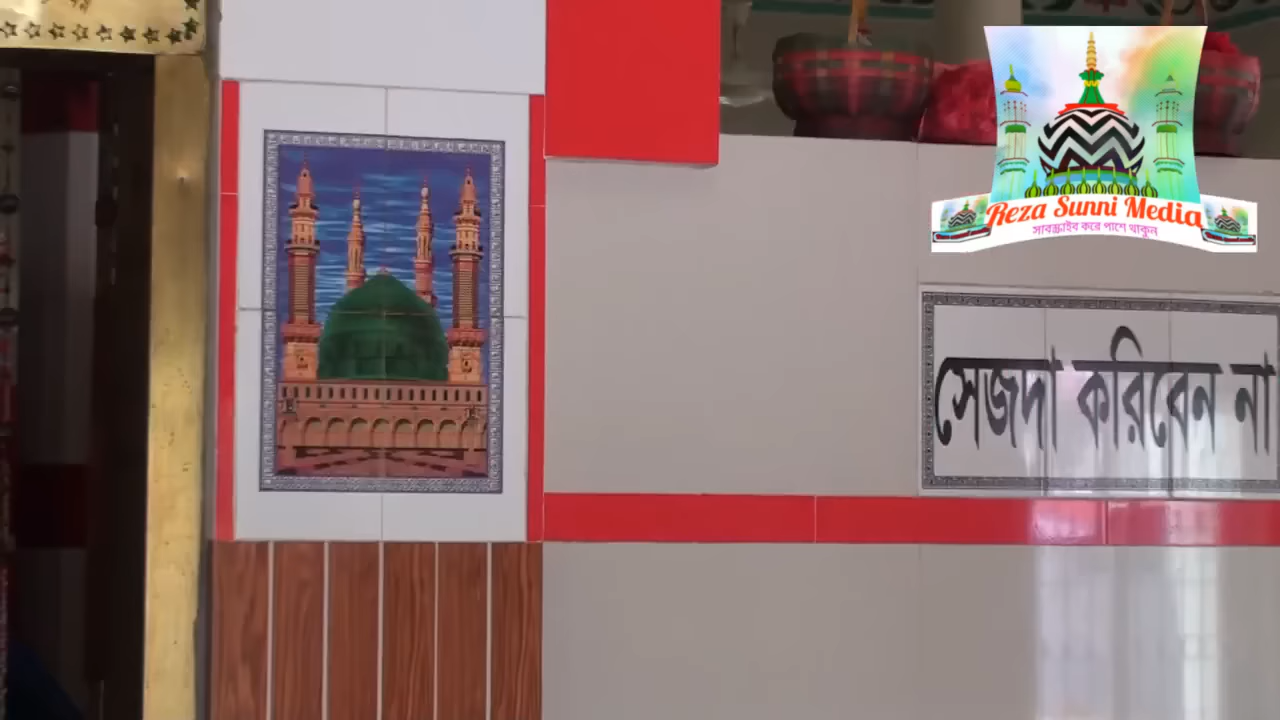 Reza Sunni Media
সাবস্ক্রাইব করে পাশে থাকুন
সেজদা করিবেন না